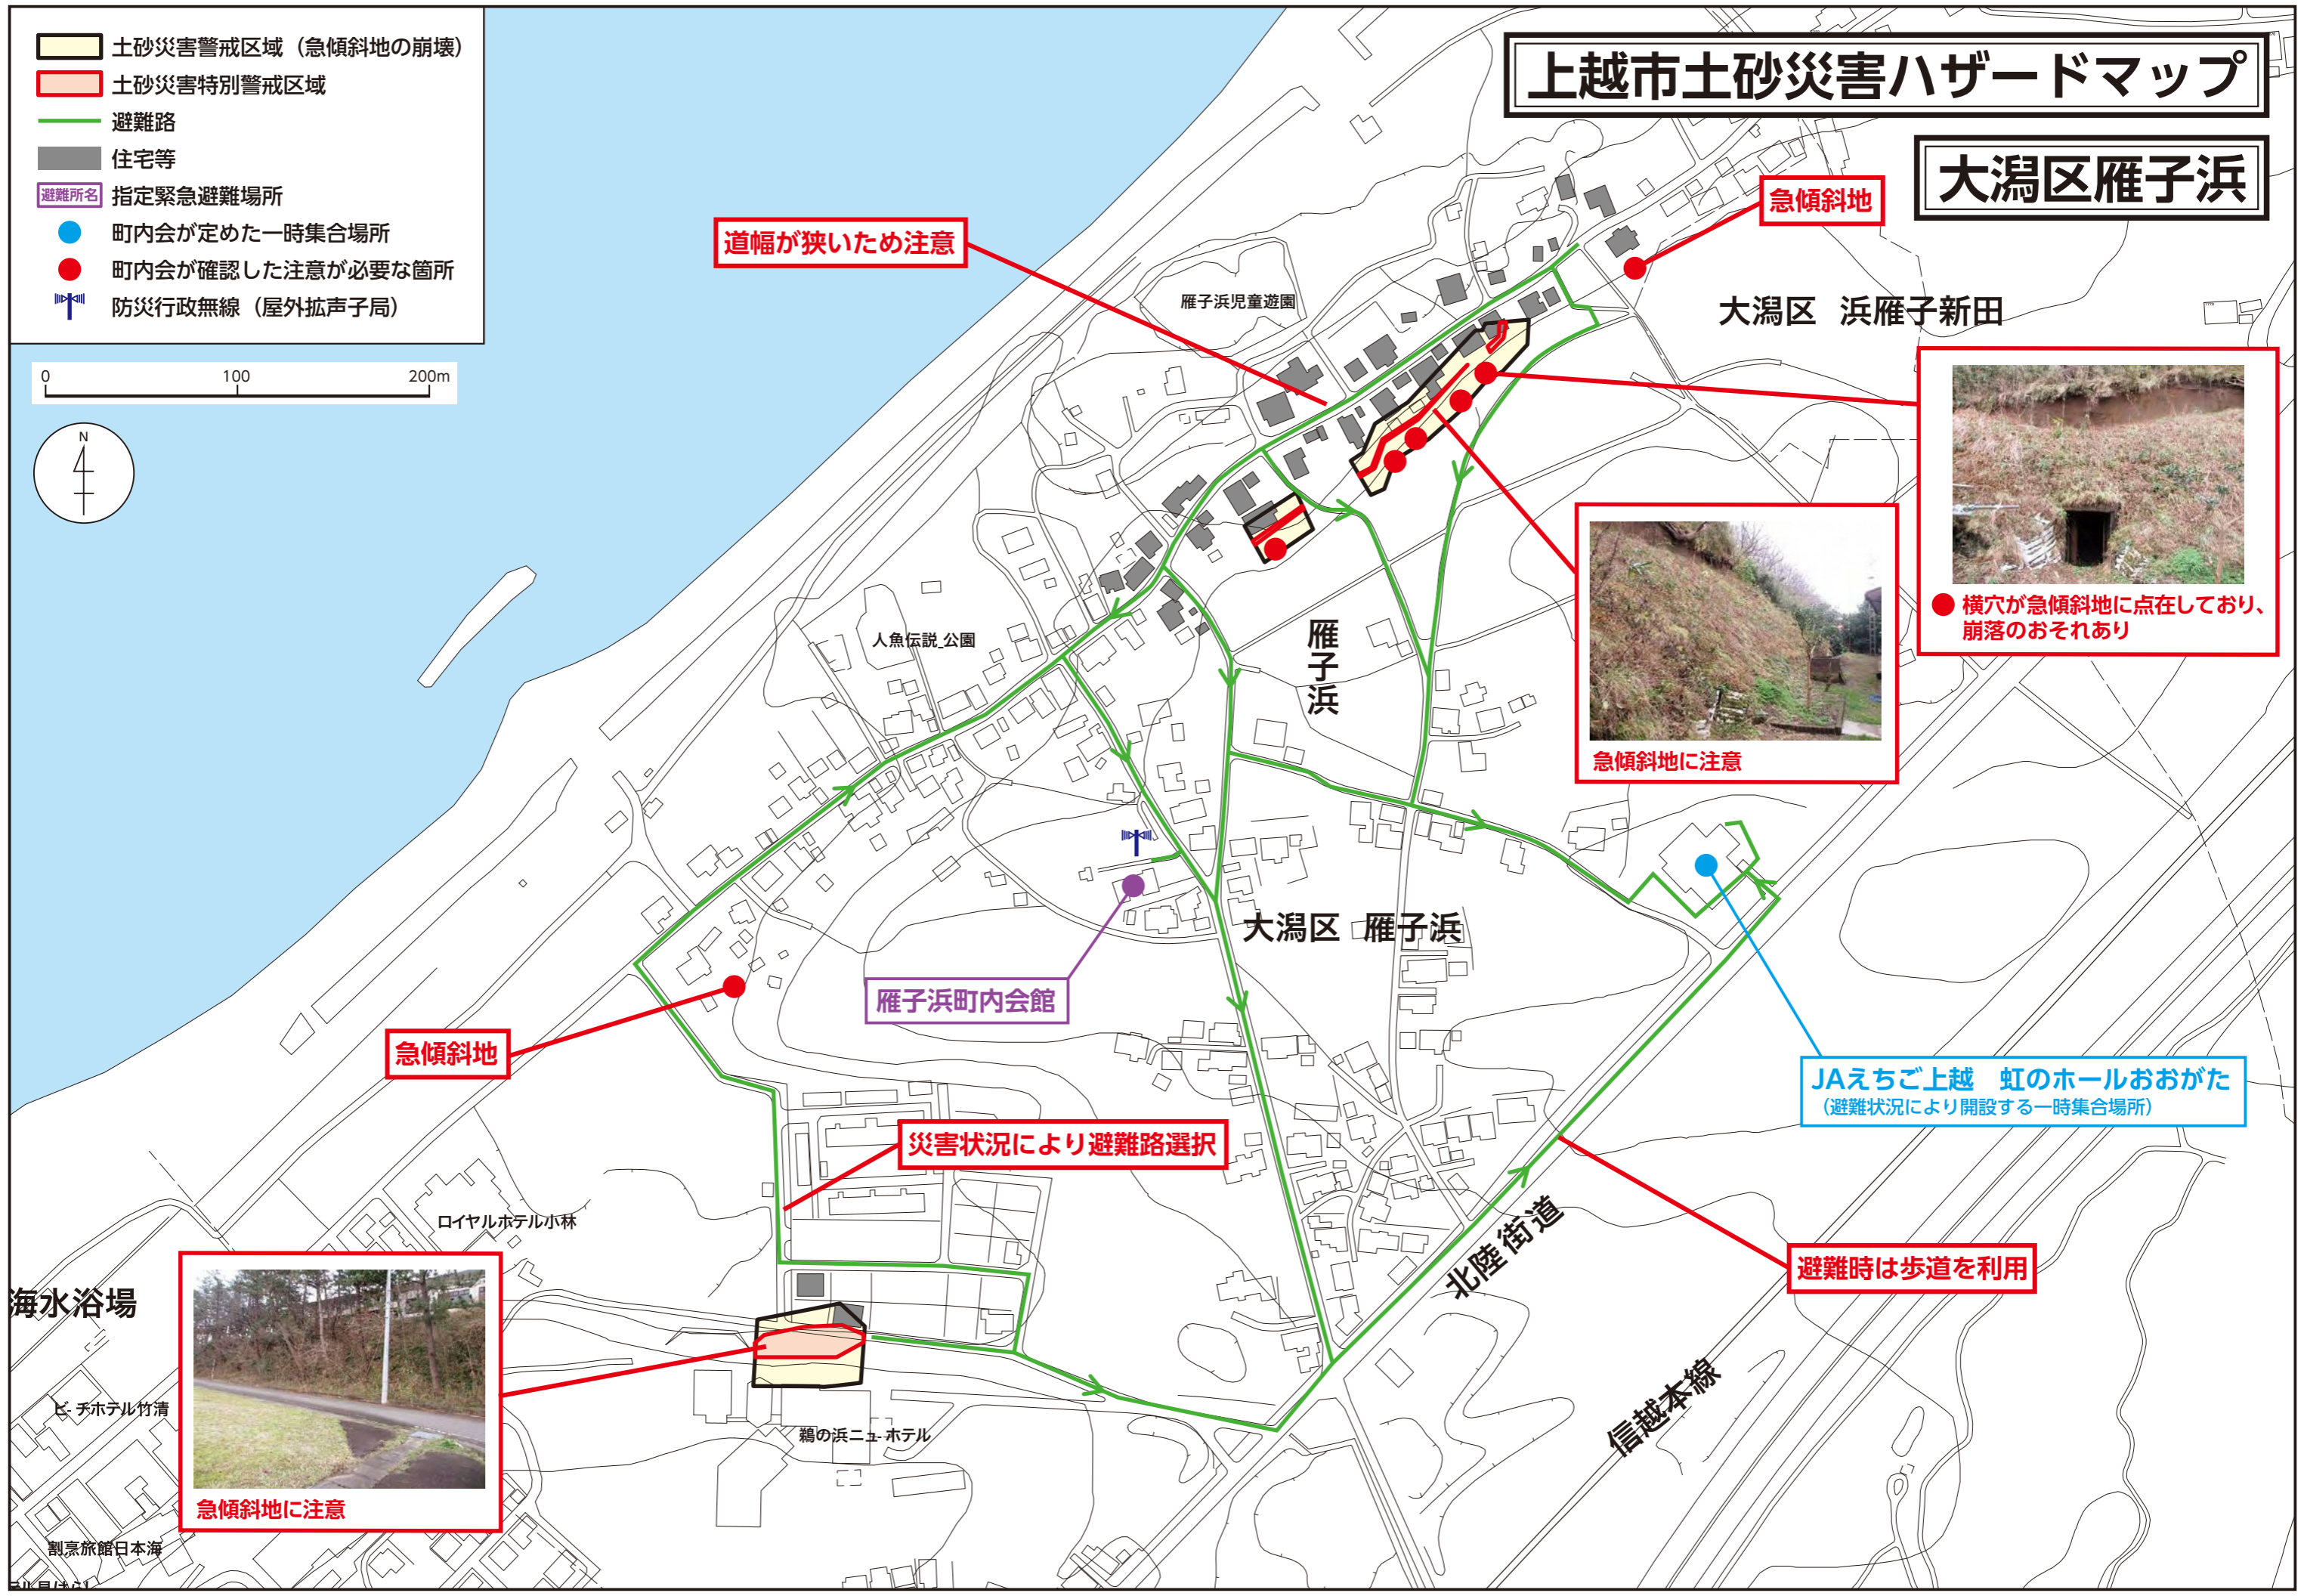 土砂災害警戒区域（急傾斜地の崩壊）
土砂災害特別警戒区域
避難路
住宅等
避難所名 指定緊急避難場所
町内会が定めた一時集合場所
町内会が確認した注意が必要な箇所
防災行政無線（屋外拡声子局）
0 100 200m
N
上越市土砂災害ハザードマップ
大潟区雁子浜
急傾斜地
道幅が狭いため注意
雁子浜児童遊園
大潟区 浜雁子新田
横穴が急傾斜地に点在しており、
崩落のおそれあり
急傾斜地に注意
人魚伝説_公園
雁子浜
大潟区 雁子浜
雁子浜町内会館
急傾斜地
JAえちご上越 虹のホールおおがた
（避難状況により開設する一時集合場所）
災害状況により避難路選択
避難時は歩道を利用
北陸街道
信越本線
ロイヤルホテル小林
海水浴場
急傾斜地に注意
ビ-チホテル竹清
鵜の浜ニュ-ホテル
割烹旅館日本海